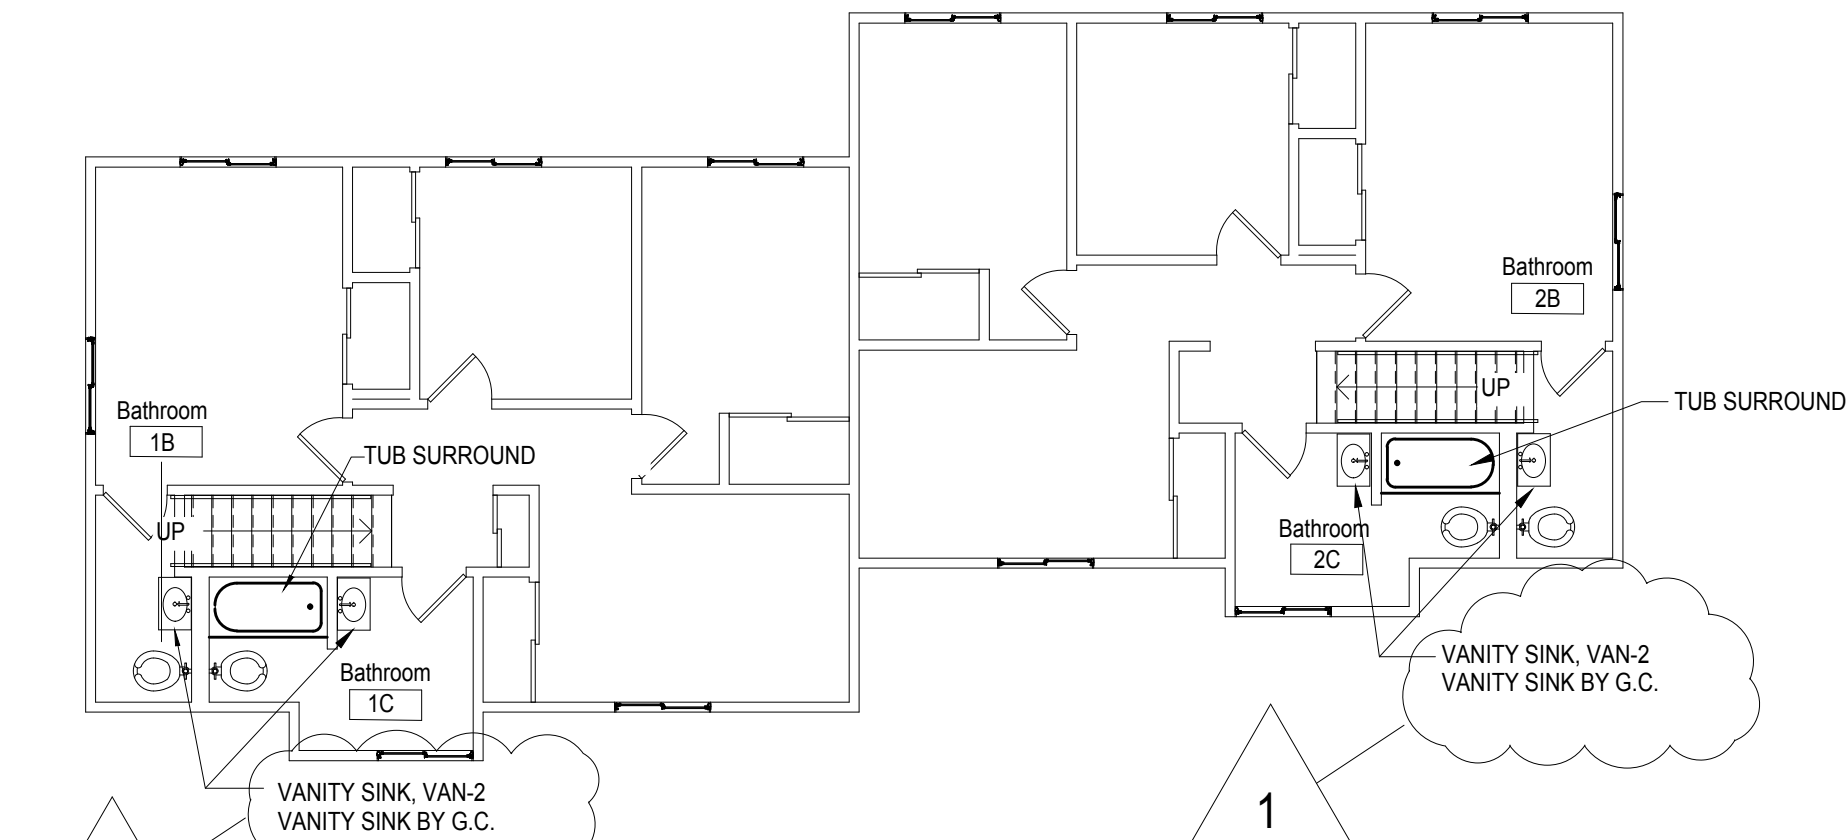 Bathroom
2B
UP
TUB SURROUND
Bathroom
1B
TUB SURROUND
UP
Bathroom
2C
Bathroom
1C
VANITY SINK, VAN-2
VANITY SINK BY G.C.
1
VANITY SINK, VAN-2
VANITY SINK BY G.C.